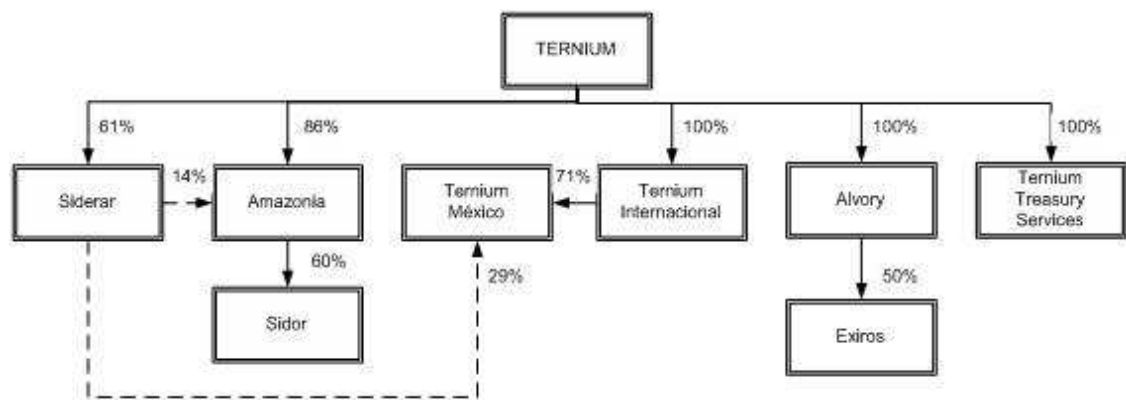 TERNIUM
61%
86%
100%
100%
100%
Siderar
14%
Amazonia
Ternium
México
71%
Ternium
Internacional
Alvory
Ternium
Treasury
Services
60%
29%
50%
Sidor
Exiros